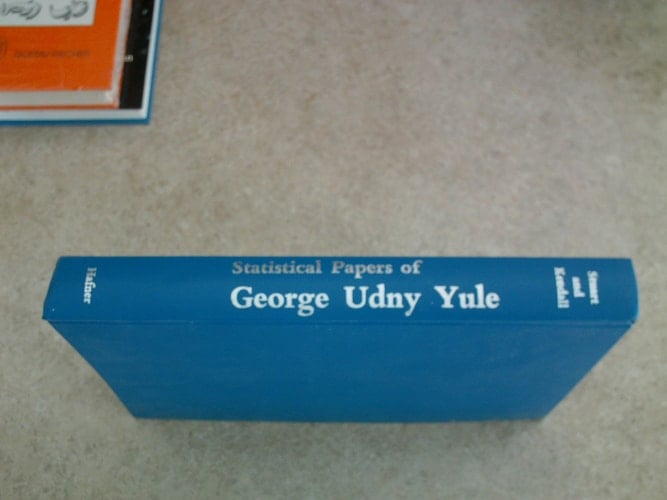 Statistical Papers of
George Udny Yule
Stuart
and
Kendall
Hafner